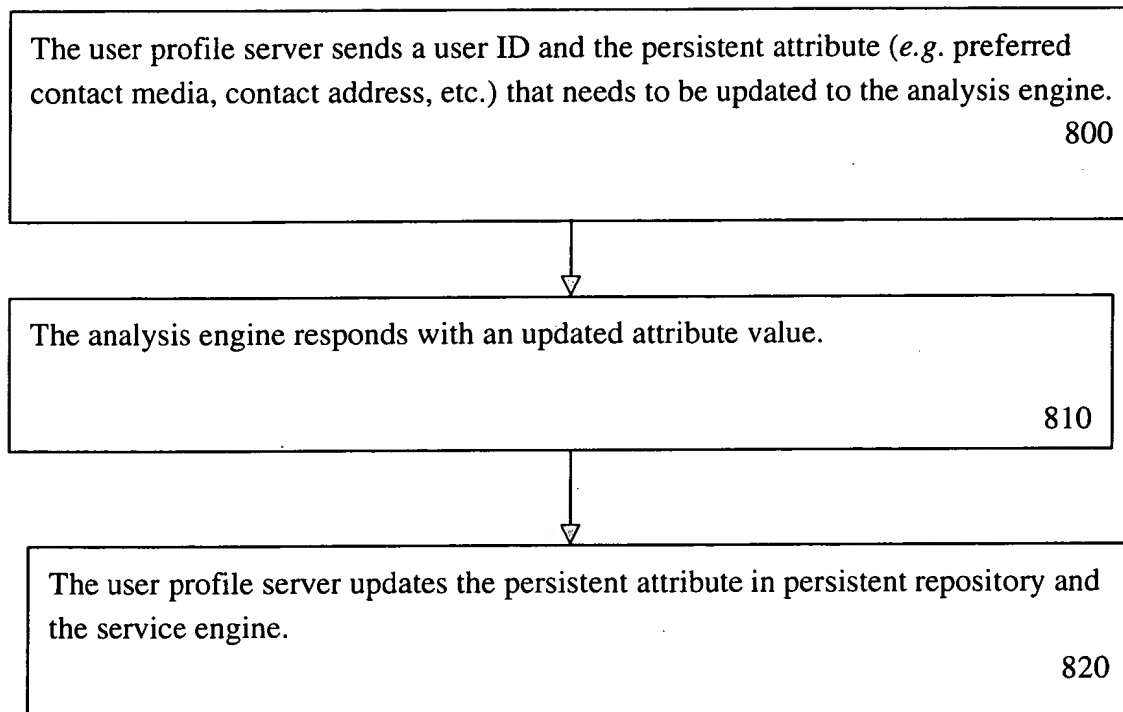 The user profile server sends a user ID and the persistent attribute (e.g. preferred
contact media, contact address, etc.) that needs to be updated to the analysis engine.
800
The analysis engine responds with an updated attribute value.
810
The user profile server updates the persistent attribute in persistent repository and
the service engine.
820